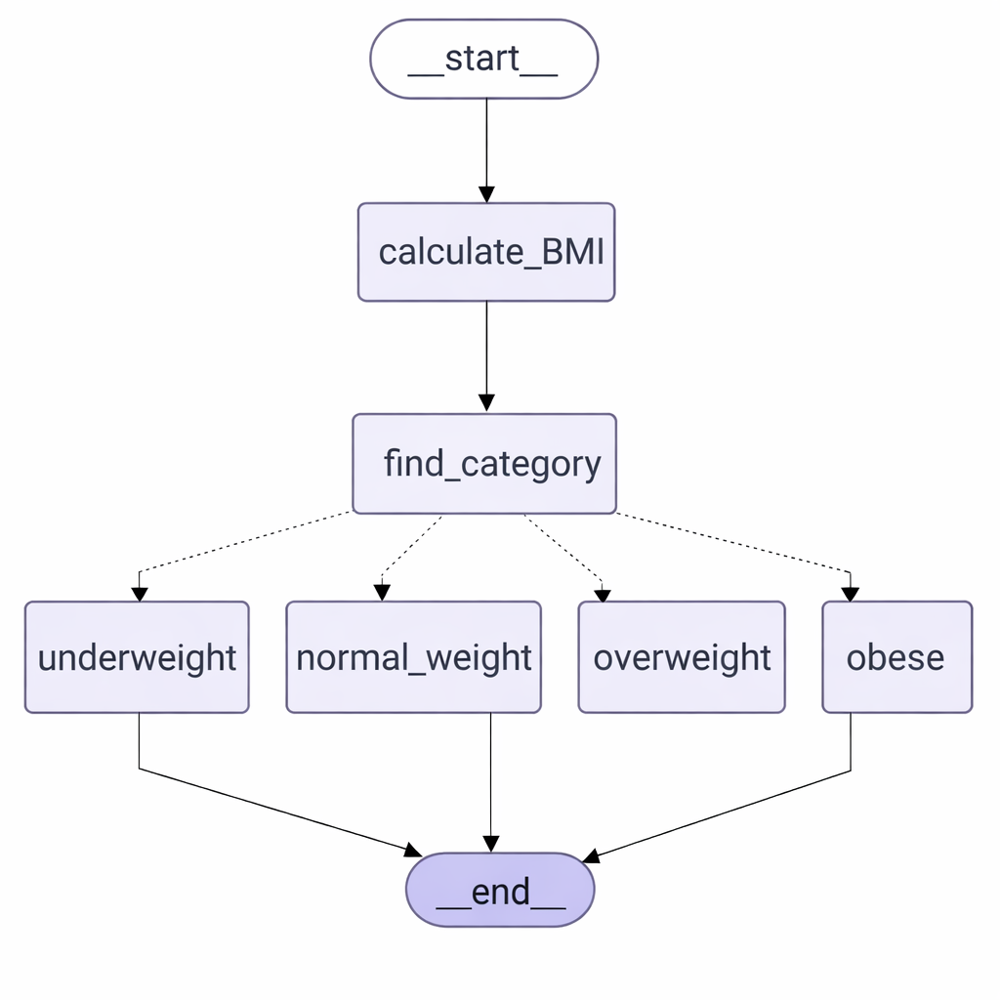 __start__
calculate_BMI
find_category
underweight
normal_weight
overweight
obese
__end__